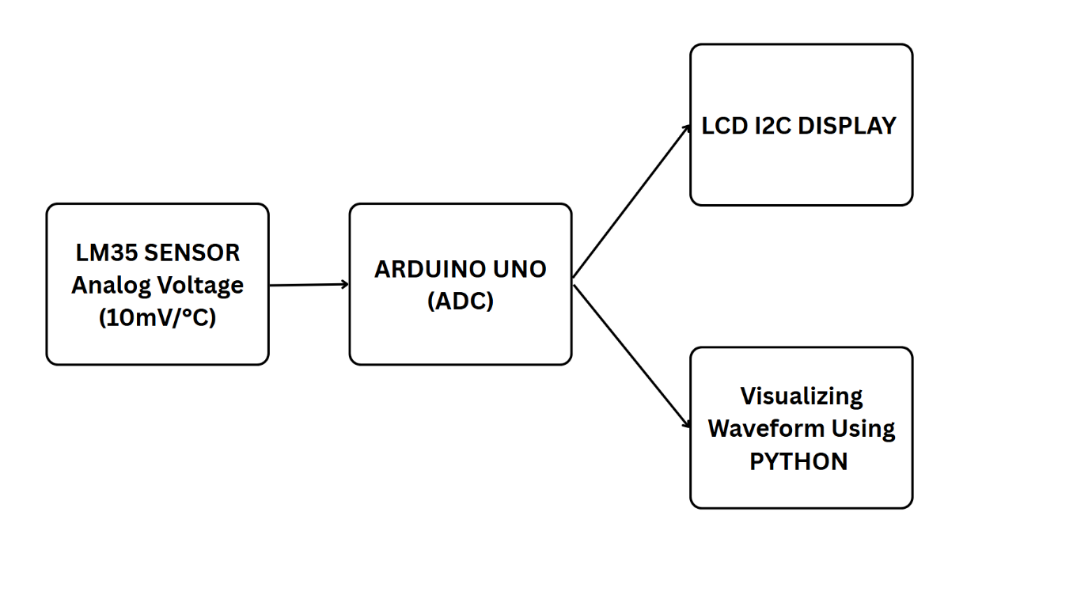 LM35 SENSOR
Analog Voltage
(10mV/°C)
ARDUINO UNO
(ADC)
LCD I2C DISPLAY
Visualizing
Waveform Using
PYTHON